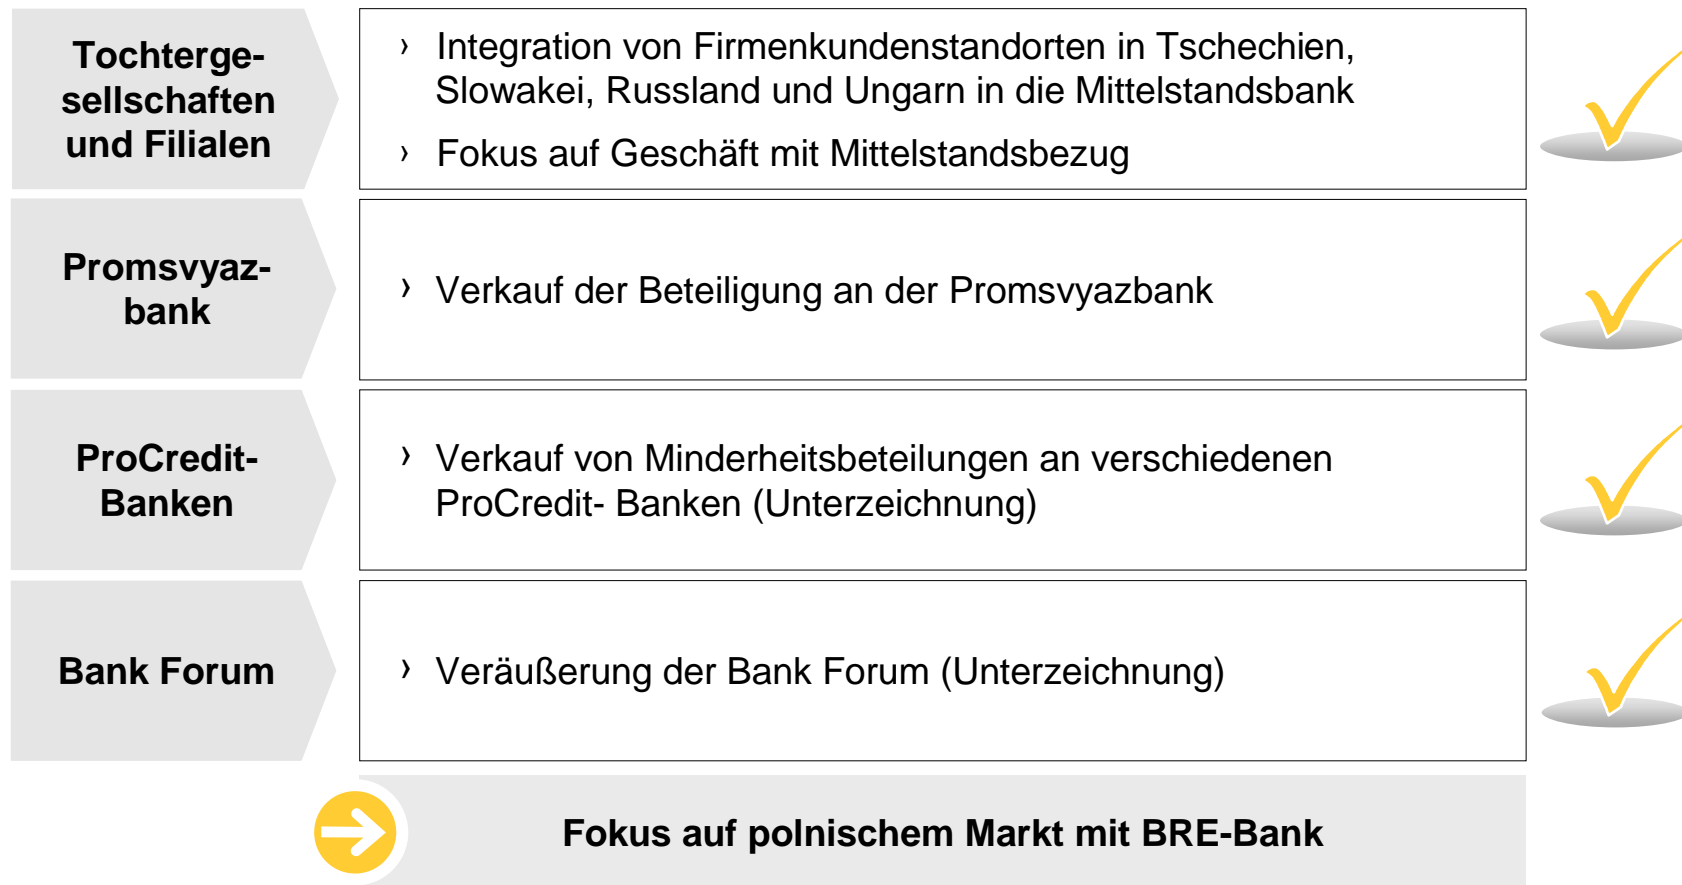 Tochterge-
sellschaften
und Filialen
› Integration von Firmenkundenstandorten in Tschechien,
Slowakei, Russland und Ungarn in die Mittelstandsbank
› Fokus auf Geschäft mit Mittelstandsbezug
Promsvyaz-
bank
› Verkauf der Beteiligung an der Promsvyazbank
ProCredit-
Banken
› Verkauf von Minderheitsbeteilungen an verschiedenen
ProCredit- Banken (Unterzeichnung)
Bank Forum
› Veräußerung der Bank Forum (Unterzeichnung)
Fokus auf polnischem Markt mit BRE-Bank